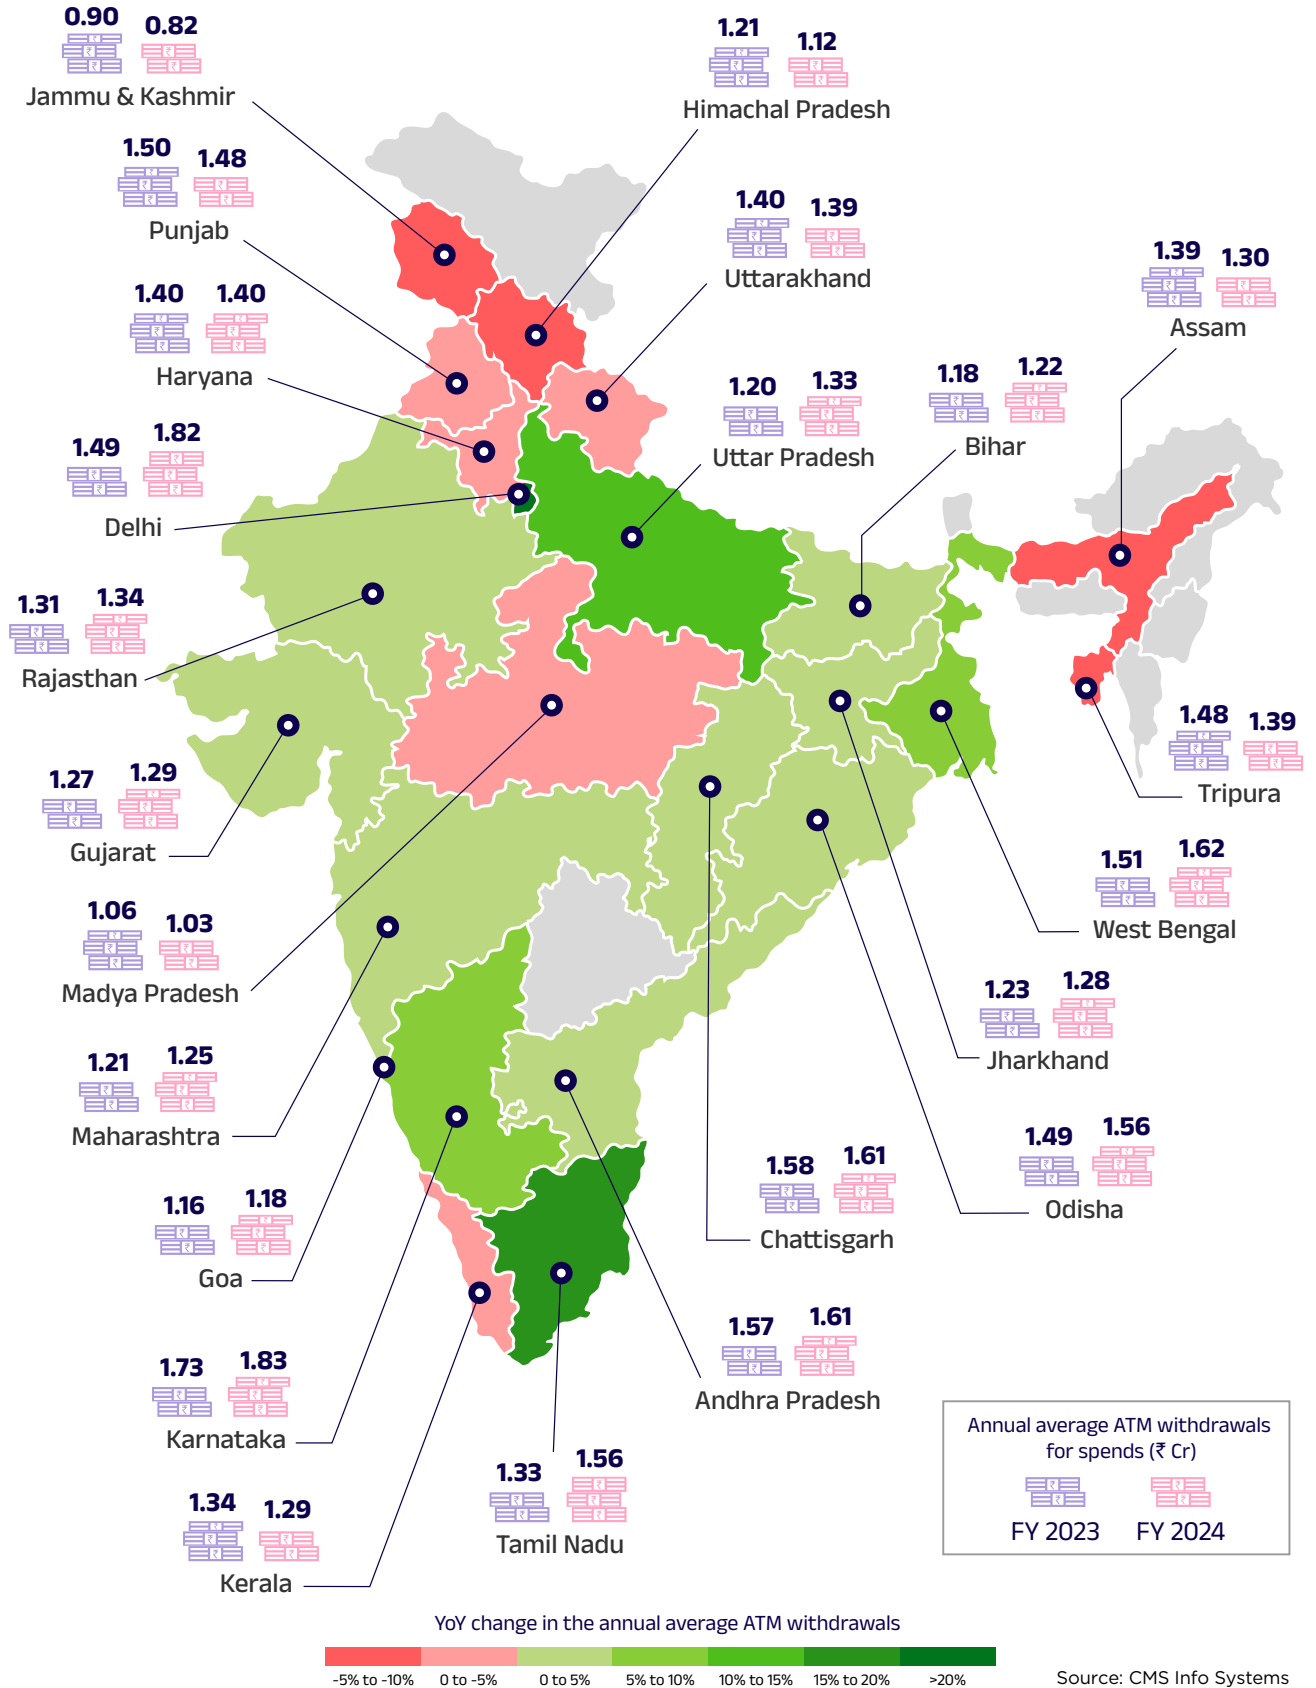 0.90 0.82
Jammu & Kashmir
1.21 1.12
Himachal Pradesh
1.50 1.48
Punjab
1.40 1.39
Uttarakhand
1.39 1.30
Assam
1.40 1.40
Haryana
1.20 1.33
Uttar Pradesh
1.18 1.22
Bihar
1.49 1.82
Delhi
1.31 1.34
Rajasthan
1.48 1.39
Tripura
1.27 1.29
Gujarat
1.51 1.62
West Bengal
1.06 1.03
Madya Pradesh
1.23 1.28
Jharkhand
1.21 1.25
Maharashtra
1.49 1.56
Odisha
1.58 1.61
Chattisgarh
1.16 1.18
Goa
1.57 1.61
Andhra Pradesh
1.73 1.83
Karnataka
1.33 1.56
Tamil Nadu
1.34 1.29
Kerala
Annual average ATM withdrawals
for spends (₹ Cr)
FY 2023 FY 2024
YoY change in the annual average ATM withdrawals
-5% to -10% 0 to -5% 0 to 5% 5% to 10% 10% to 15% 15% to 20% >20%
Source: CMS Info Systems